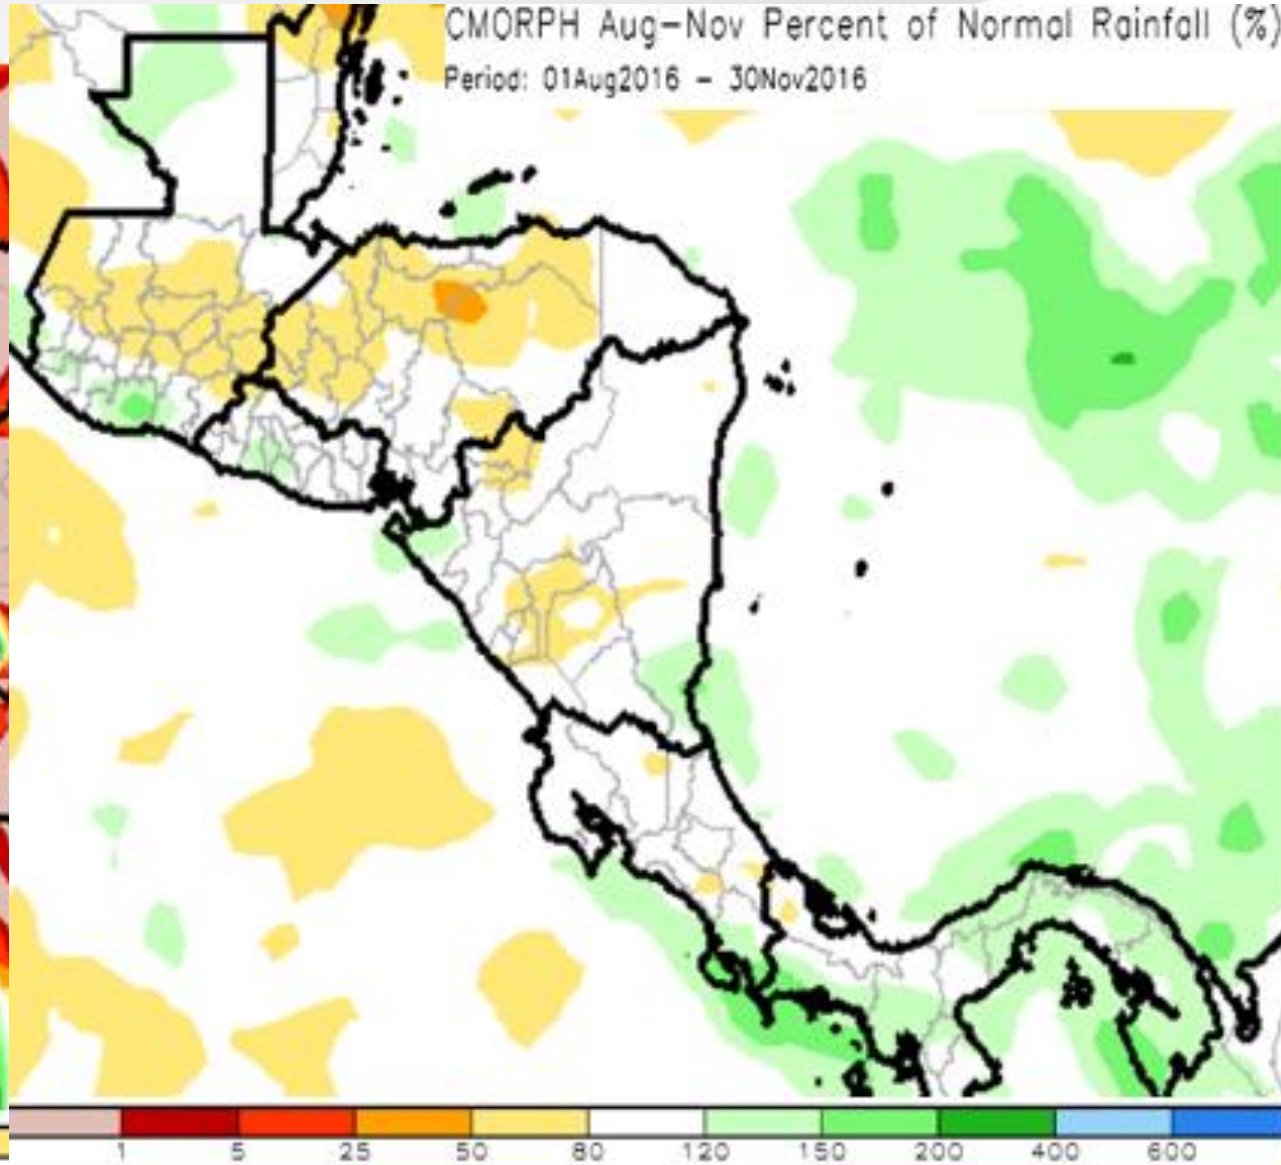 CMORPH Aug-Nov Percent of Normal Rainfall (%)
Period: 01Aug2016 - 30Nov2016
1 5 25 50 80 120 150 200 400 600